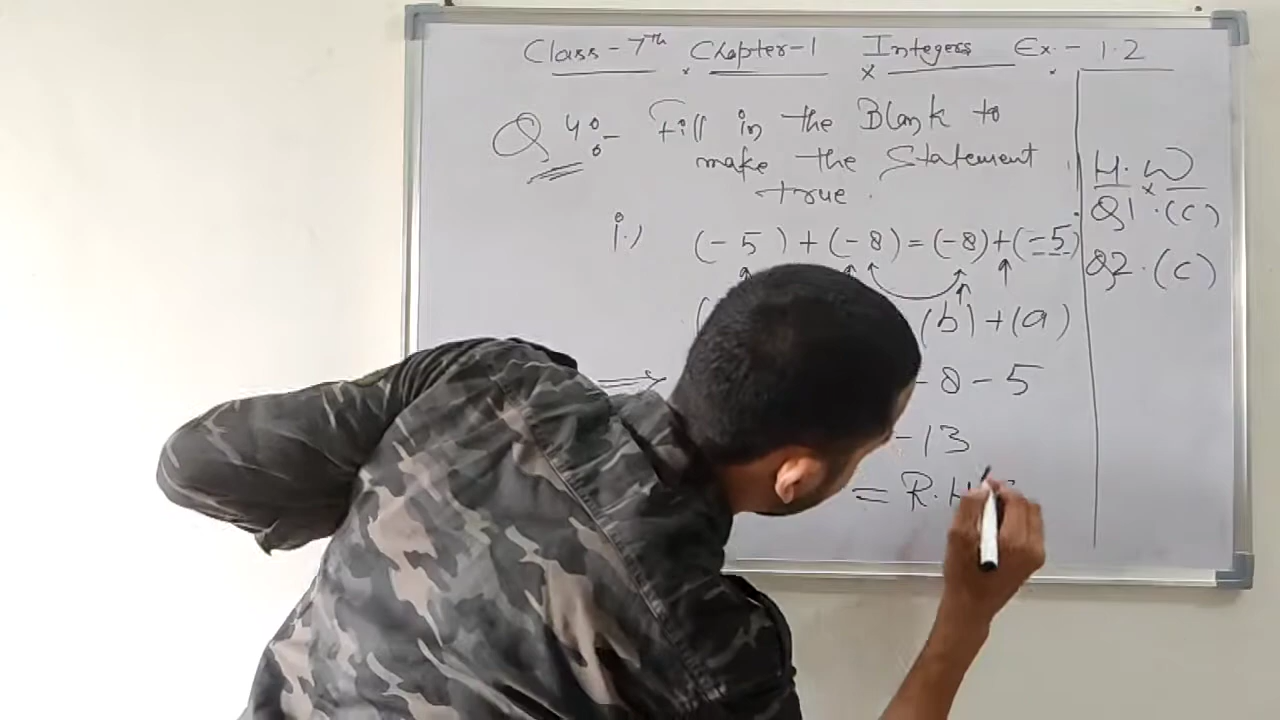 Class - 7th Chapter-1 Integers Ex. - 1.2
Q 4:- Fill in the Blank to
make the Statement
true.
i.) (- 5) + (- 8) = (- 8) + (- 5)
( (b) + (a)
⇒ - 8 - 5
- 13
= R.H
H.W
Q1.(c)
Q2.(c)